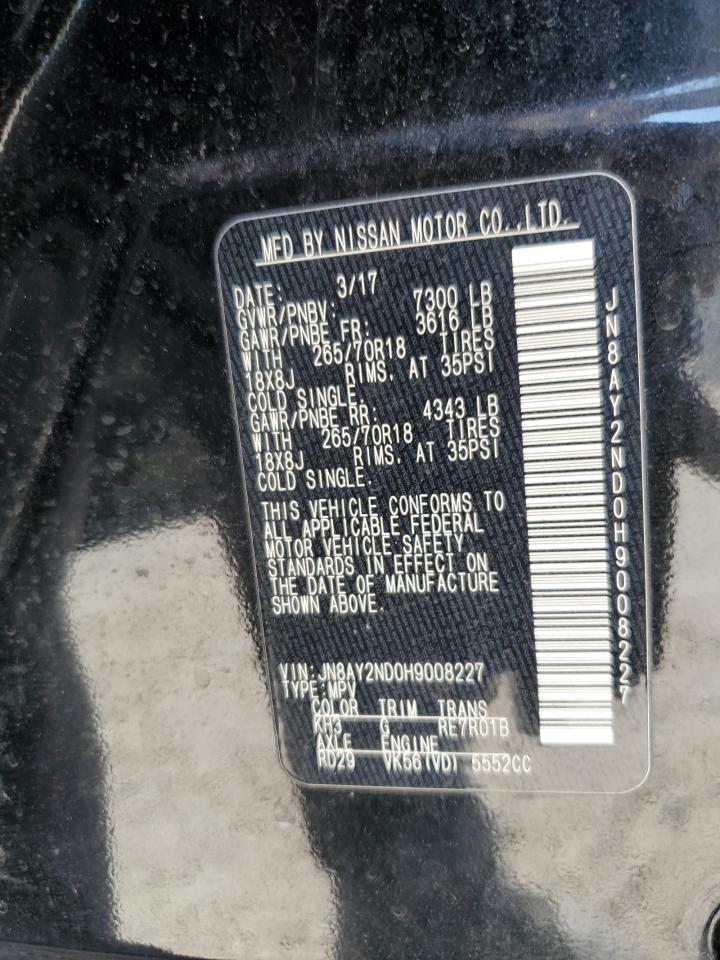 MFD BY NISSAN MOTOR CO.,LTD.
DATE: 3/17
GVWR/PNBV: 7300 LB
GAWR/PNBE FR: 3616 LB
WITH 265/70R18 TIRES
18X8J RIMS. AT 35PSI
COLD SINGLE.
GAWR/PNBE RR: 4343 LB
WITH 265/70R18 TIRES
18X8J RIMS. AT 35PSI
COLD SINGLE.
THIS VEHICLE CONFORMS TO
ALL APPLICABLE FEDERAL
MOTOR VEHICLE SAFETY
STANDARDS IN EFFECT ON
THE DATE OF MANUFACTURE
SHOWN ABOVE.
VIN:JN8AY2ND0H9008227
TYPE:MPV
COLOR TRIM TRANS
KH3 G RE7R01B
AXLE ENGINE
RD29 VK56(VD) 5552CC
JN8AY2ND0H9008227